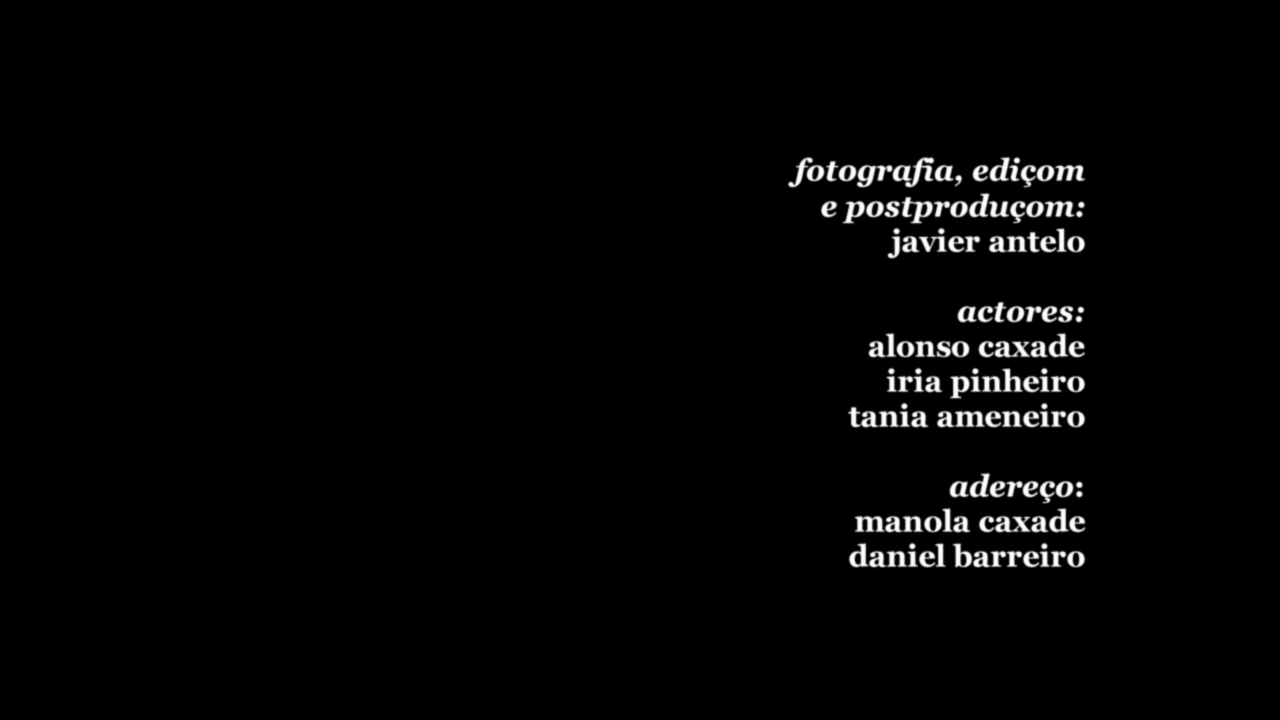 fotografia, ediçom
e postproduçom:
javier antelo
actores:
alonso caxade
iria pinheiro
tania ameneiro
adereço:
manola caxade
daniel barreiro